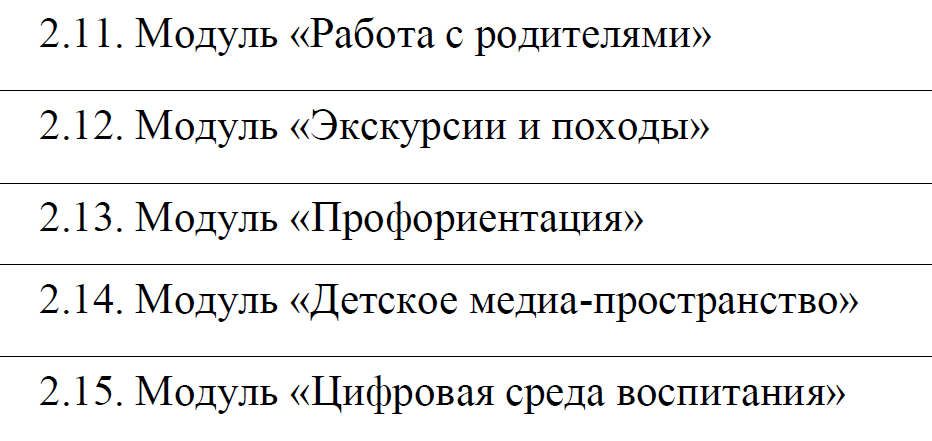 2.11. Модуль «Работа с родителями»
2.12. Модуль «Экскурсии и походы»
2.13. Модуль «Профориентация»
2.14. Модуль «Детское медиа-пространство»
2.15. Модуль «Цифровая среда воспитания»